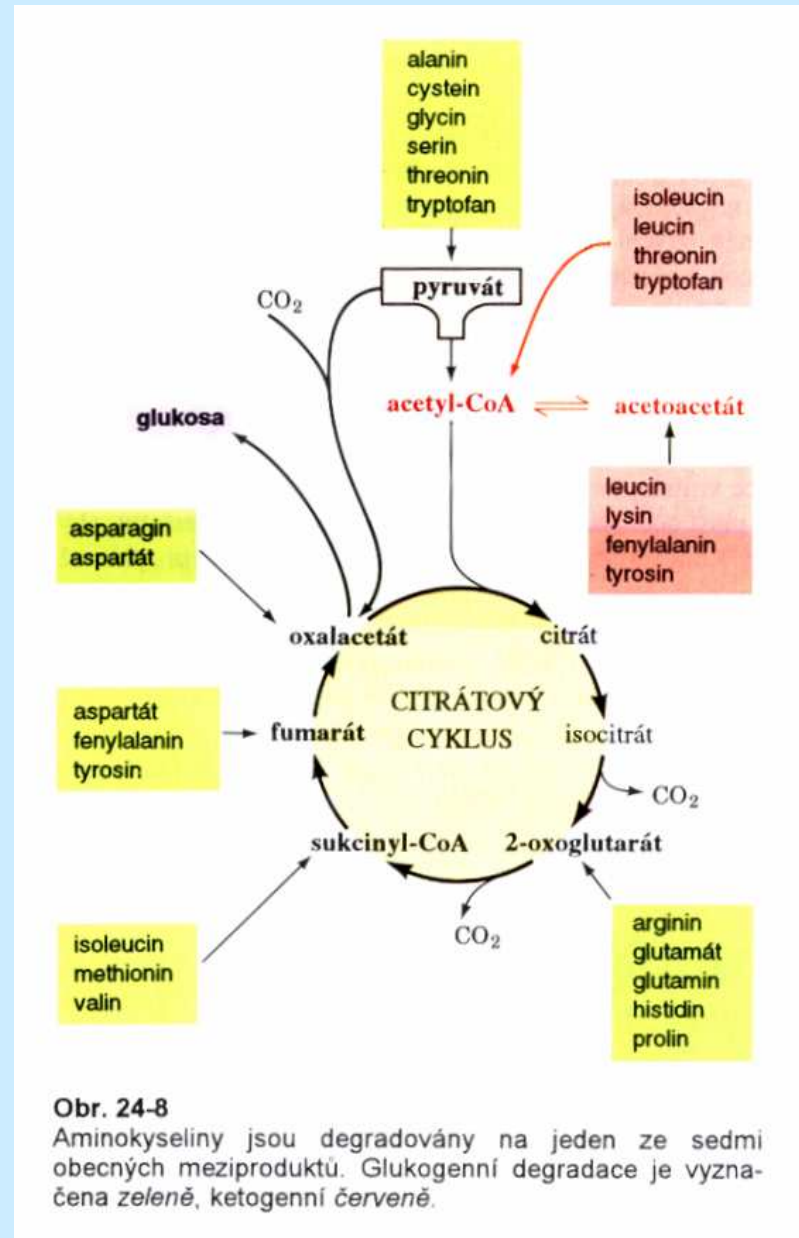 alanin
cystein
glycin
serin
threonin
tryptofan
isoleucin
leucin
threonin
tryptofan
pyruvát
CO2
acetyl-CoA
acetoacetát
glukosa
leucin
lysin
fenylalanin
tyrosin
asparagin
aspartát
oxalacetát
citrát
CITRÁTOVÝ
CYKLUS
aspartát
fenylalanin
tyrosin
fumarát
isocitrát
CO2
sukcinyl-CoA
2-oxoglutarát
CO2
isoleucin
methionin
valin
arginin
glutamát
glutamin
histidin
prolin
Obr. 24-8
Aminokyseliny jsou degradovány na jeden ze sedmi
obecných meziproduktů. Glukogenní degradace je vyzna-
čena zeleně, ketogenní červeně.